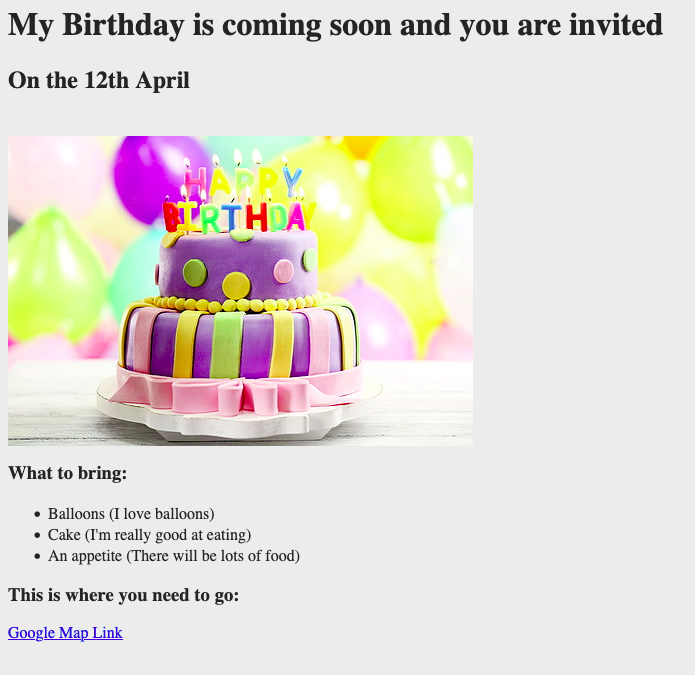 My Birthday is coming soon and you are invited
On the 12th April
HAPPY
BIRTHDAY
What to bring:
Balloons (I love balloons)
Cake (I'm really good at eating)
An appetite (There will be lots of food)
This is where you need to go:
Google Map Link